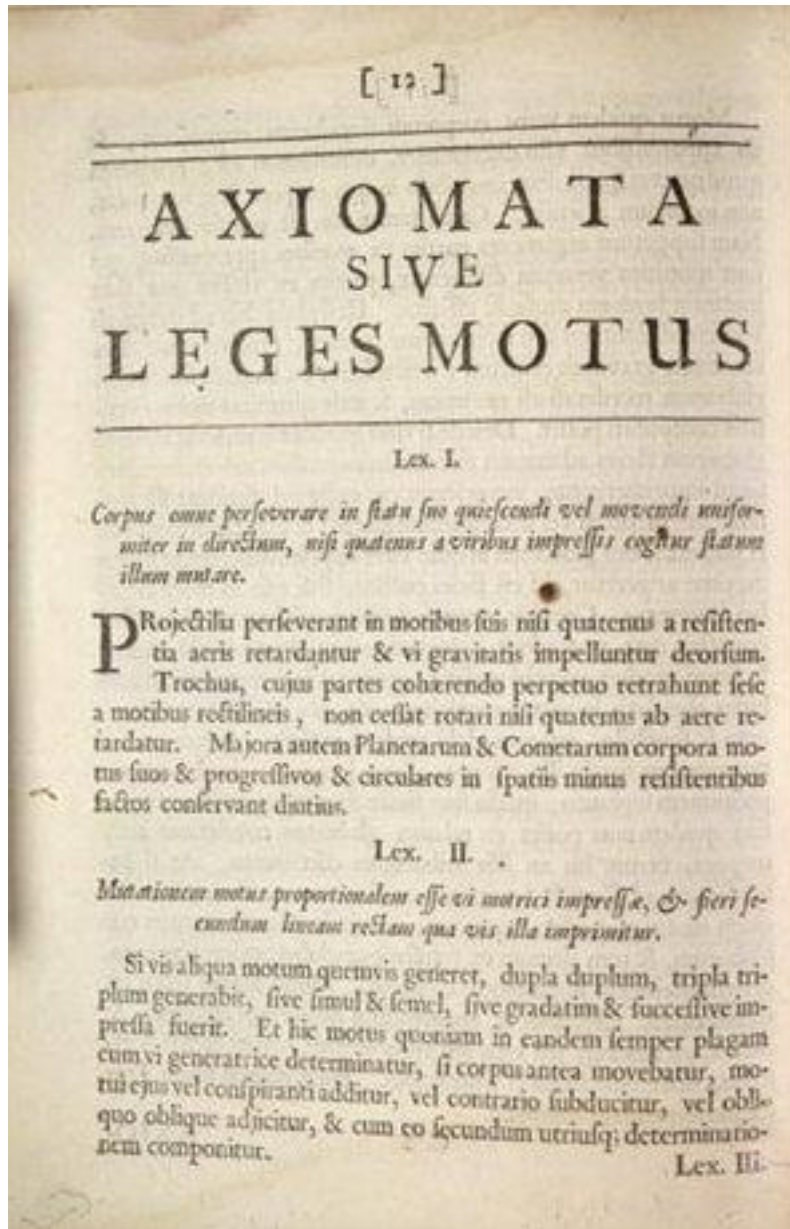 [ 12 ]
AXIOMATA
SIVE
LEGES MOTUS
Lex. I.
Corpus omne perſeverare in ſtatu ſuo quieſcendi vel movendi unifor-
miter in directum, niſi quatenus a viribus impreſſis cogitur ſtatum
illum mutare.
PRojectilia perſeverant in motibus ſuis niſi quatenus a reſiſten-
tia aeris retardantur & vi gravitatis impelluntur deorſum.
Trochus, cujus partes cohærendo perpetuo retrahunt ſeſe
a motibus rectilineis, non ceſſat rotari niſi quatenus ab aere re-
tardatur. Majora autem Planetarum & Cometarum corpora mo-
tus ſuos & progreſſivos & circulares in ſpatiis minus reſiſtentibus
factos conſervant diutius.
Lex. II.
Mutationem motus proportionalem eſſe vi motrici impreſſæ, & fieri ſe-
cundum lineam rectam qua vis illa imprimitur.
Si vis aliqua motum quemvis generet, dupla duplum, tripla tri-
plum generabit, ſive ſimul & ſemel, ſive gradatim & ſucceſſive im-
preſſa fuerit. Et hic motus quoniam in eandem ſemper plagam
cum vi generatrice determinatur, ſi corpus antea movebatur, mo-
tui ejus vel conſpiranti additur, vel contrario ſubducitur, vel obli-
quo oblique adjicitur, & cum eo ſecundum utriuſq; determinatio-
nem componitur.
Lex. III.